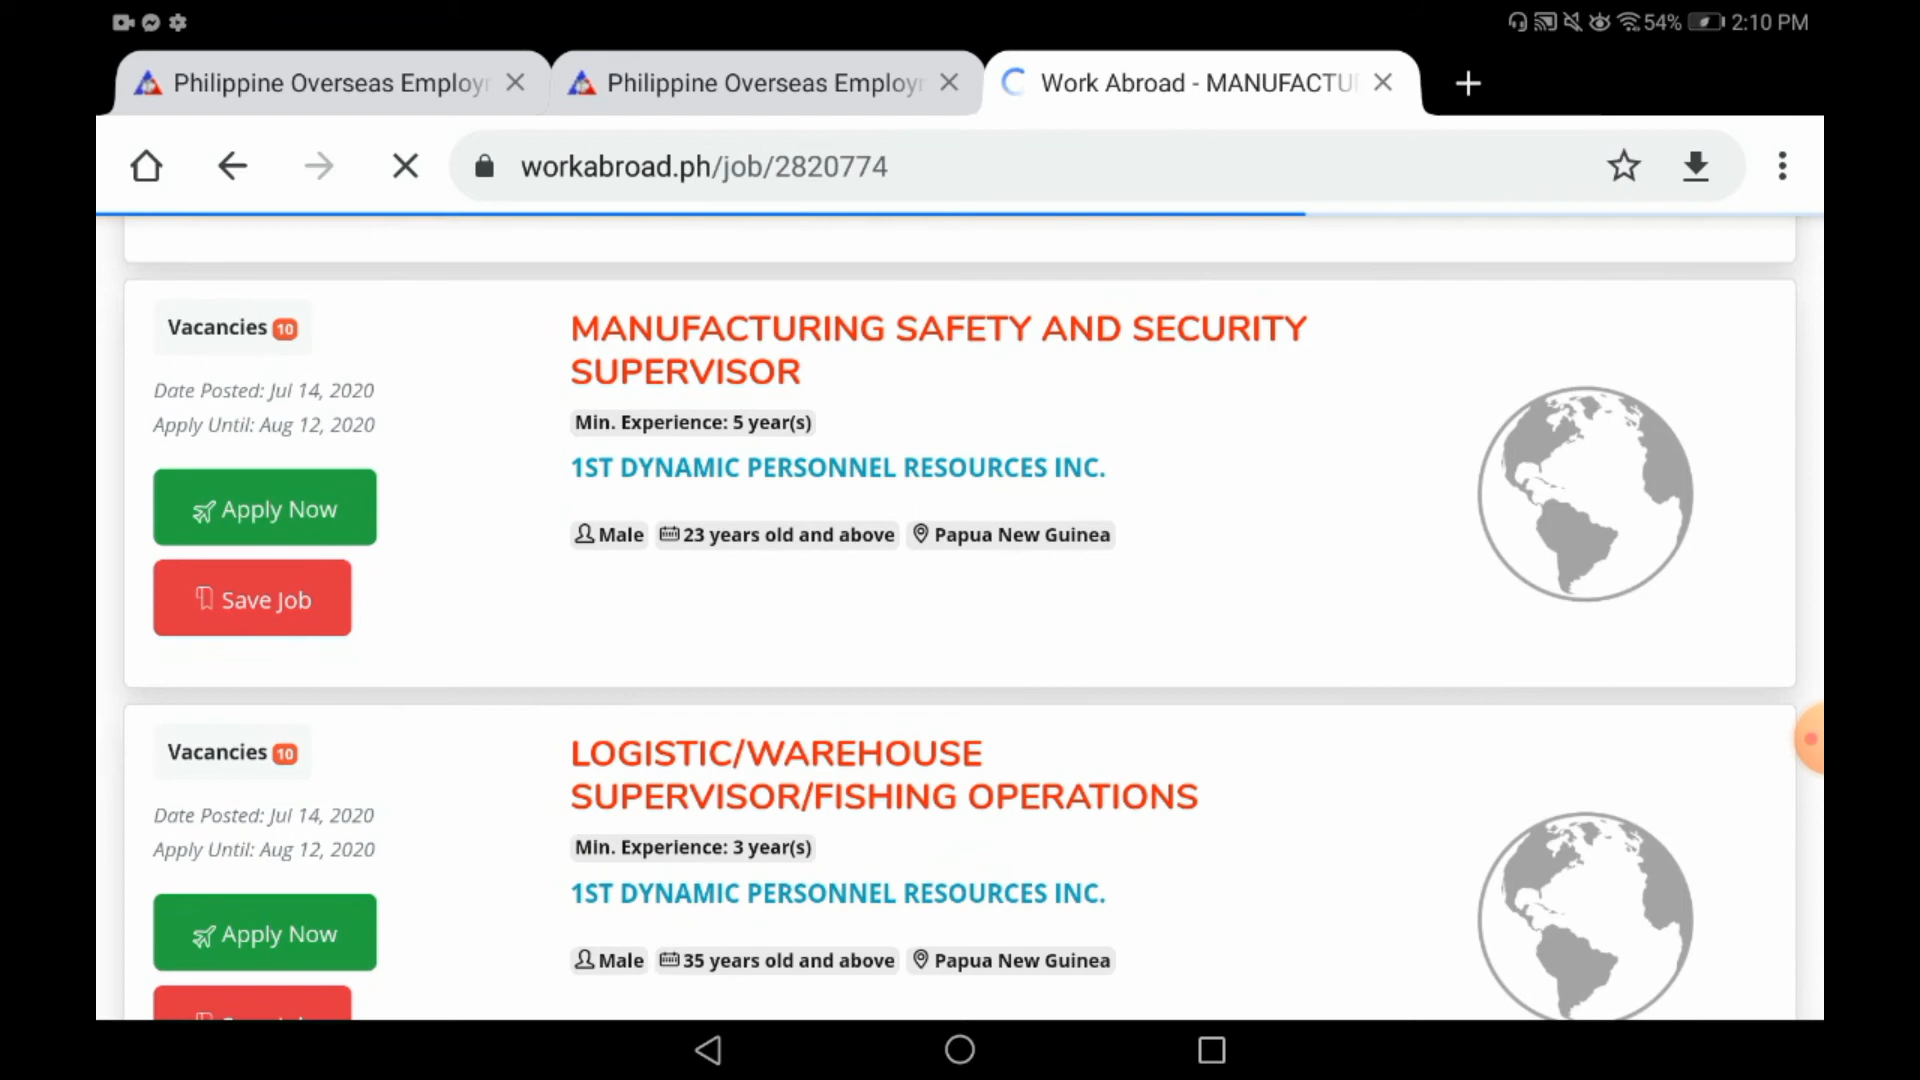 54% 2:10 PM
Philippine Overseas Employ
Philippine Overseas Employ
Work Abroad - MANUFACTU
workabroad.ph/job/2820774
Vacancies 10
Date Posted: Jul 14, 2020
Apply Until: Aug 12, 2020
Apply Now
Save Job
MANUFACTURING SAFETY AND SECURITY
SUPERVISOR
Min. Experience: 5 year(s)
1ST DYNAMIC PERSONNEL RESOURCES INC.
Male 23 years old and above Papua New Guinea
Vacancies 10
Date Posted: Jul 14, 2020
Apply Until: Aug 12, 2020
Apply Now
LOGISTIC/WAREHOUSE
SUPERVISOR/FISHING OPERATIONS
Min. Experience: 3 year(s)
1ST DYNAMIC PERSONNEL RESOURCES INC.
Male 35 years old and above Papua New Guinea